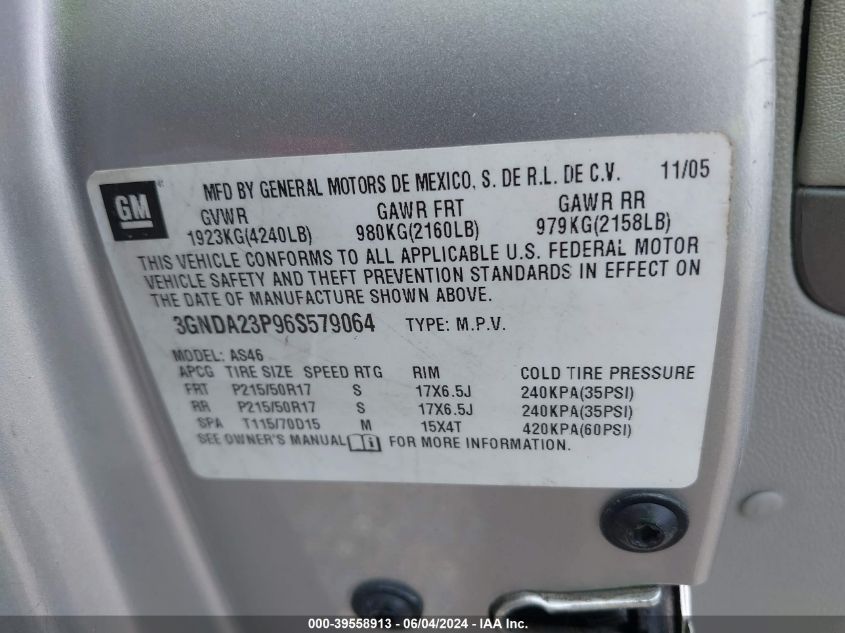 GM
MFD BY GENERAL MOTORS DE MEXICO, S. DE R.L. DE C.V. 11/05
GVWR GAWR FRT GAWR RR
1923KG(4240LB) 980KG(2160LB) 979KG(2158LB)
THIS VEHICLE CONFORMS TO ALL APPLICABLE U.S. FEDERAL MOTOR
VEHICLE SAFETY AND THEFT PREVENTION STANDARDS IN EFFECT ON
THE DATE OF MANUFACTURE SHOWN ABOVE.
3GNDA23P96S579064 TYPE: M.P.V.
MODEL: AS46
APCG TIRE SIZE SPEED RTG RIM COLD TIRE PRESSURE
FRT P215/50R17 S 17X6.5J 240KPA(35PSI)
RR P215/50R17 S 17X6.5J 240KPA(35PSI)
SPA T115/70D15 M 15X4T 420KPA(60PSI)
SEE OWNER'S MANUAL i FOR MORE INFORMATION.
000-39558913 - 06/04/2024 - IAA Inc.